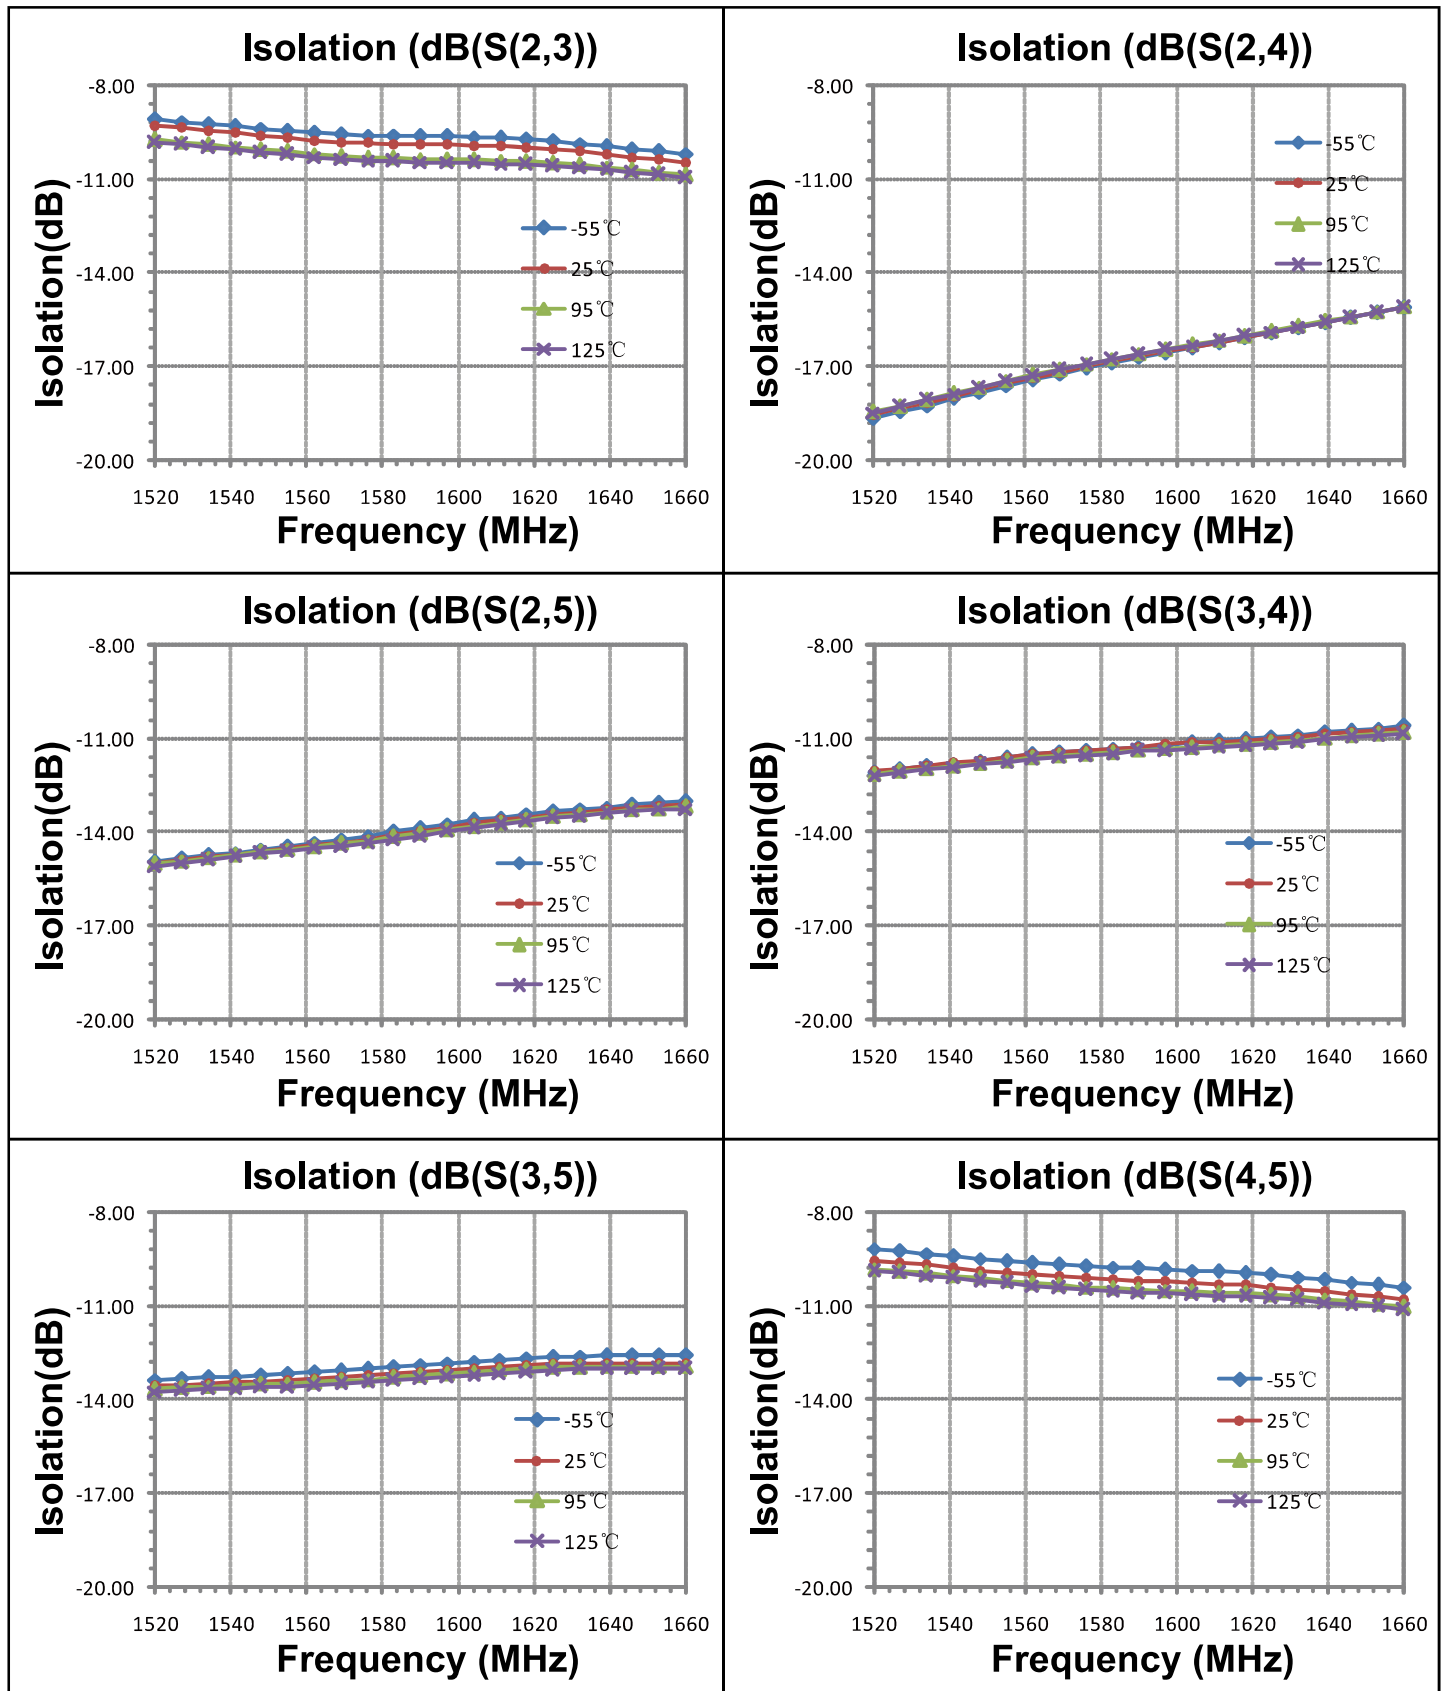 Isolation (dB(S(2,3))
-8.00
-11.00
-14.00
-17.00
-20.00
Isolation(dB)
-55℃
25℃
95℃
125℃
1520 1540 1560 1580 1600 1620 1640 1660
Frequency (MHz)
Isolation (dB(S(2,4))
-8.00
-11.00
-14.00
-17.00
-20.00
Isolation(dB)
-55℃
25℃
95℃
125℃
1520 1540 1560 1580 1600 1620 1640 1660
Frequency (MHz)
Isolation (dB(S(2,5))
-8.00
-11.00
-14.00
-17.00
-20.00
Isolation(dB)
-55℃
25℃
95℃
125℃
1520 1540 1560 1580 1600 1620 1640 1660
Frequency (MHz)
Isolation (dB(S(3,4))
-8.00
-11.00
-14.00
-17.00
-20.00
Isolation(dB)
-55℃
25℃
95℃
125℃
1520 1540 1560 1580 1600 1620 1640 1660
Frequency (MHz)
Isolation (dB(S(3,5))
-8.00
-11.00
-14.00
-17.00
-20.00
Isolation(dB)
-55℃
25℃
95℃
125℃
1520 1540 1560 1580 1600 1620 1640 1660
Frequency (MHz)
Isolation (dB(S(4,5))
-8.00
-11.00
-14.00
-17.00
-20.00
Isolation(dB)
-55℃
25℃
95℃
125℃
1520 1540 1560 1580 1600 1620 1640 1660
Frequency (MHz)